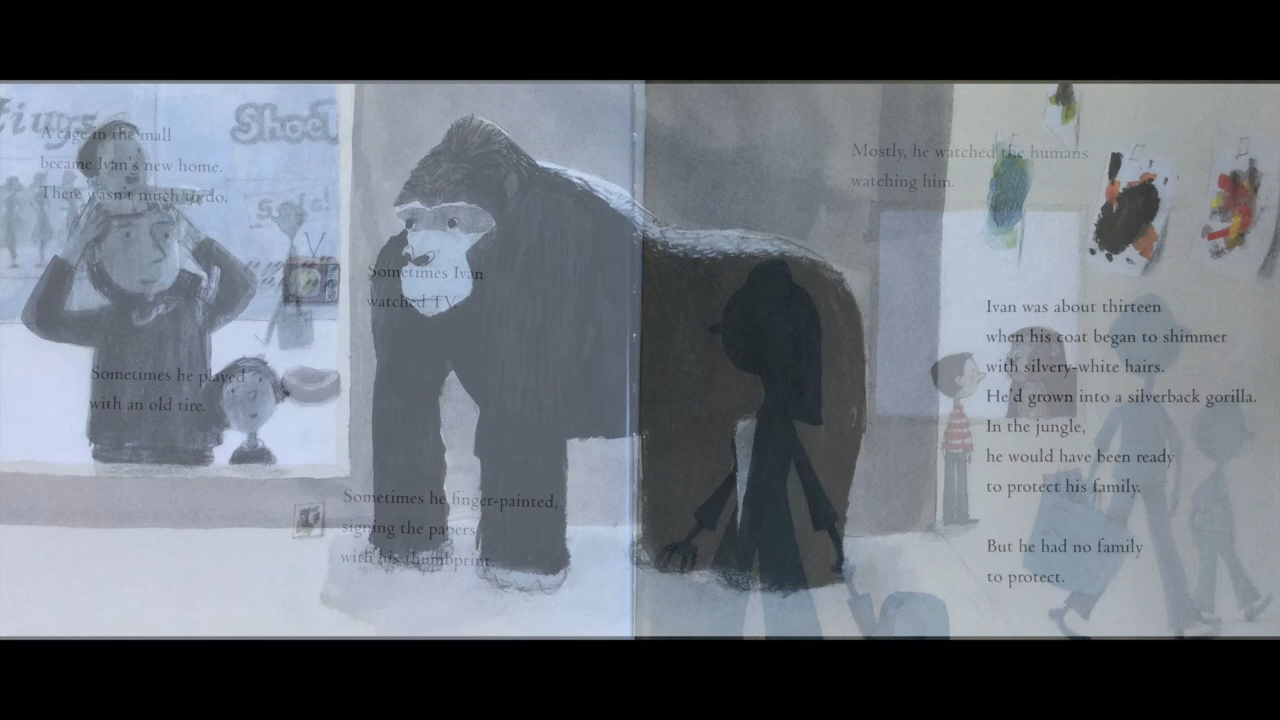 A cage in the mall
became Ivan's new home.
There wasn't much to do.
Sometimes Ivan
watched TV.
Sometimes he played
with an old tire.
Sometimes he finger-painted,
signing the papers
with his thumbprint.
Mostly, he watched the humans
watching him.
Ivan was about thirteen
when his coat began to shimmer
with silvery-white hairs.
He'd grown into a silverback gorilla.
In the jungle,
he would have been ready
to protect his family.
But he had no family
to protect.
Shoe
Sale!